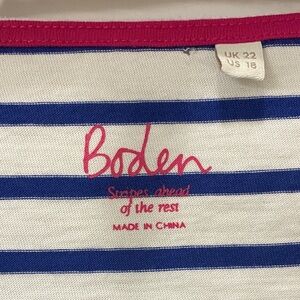 UK 22
US 18
Boden
Stripes ahead
of the rest
MADE IN CHINA